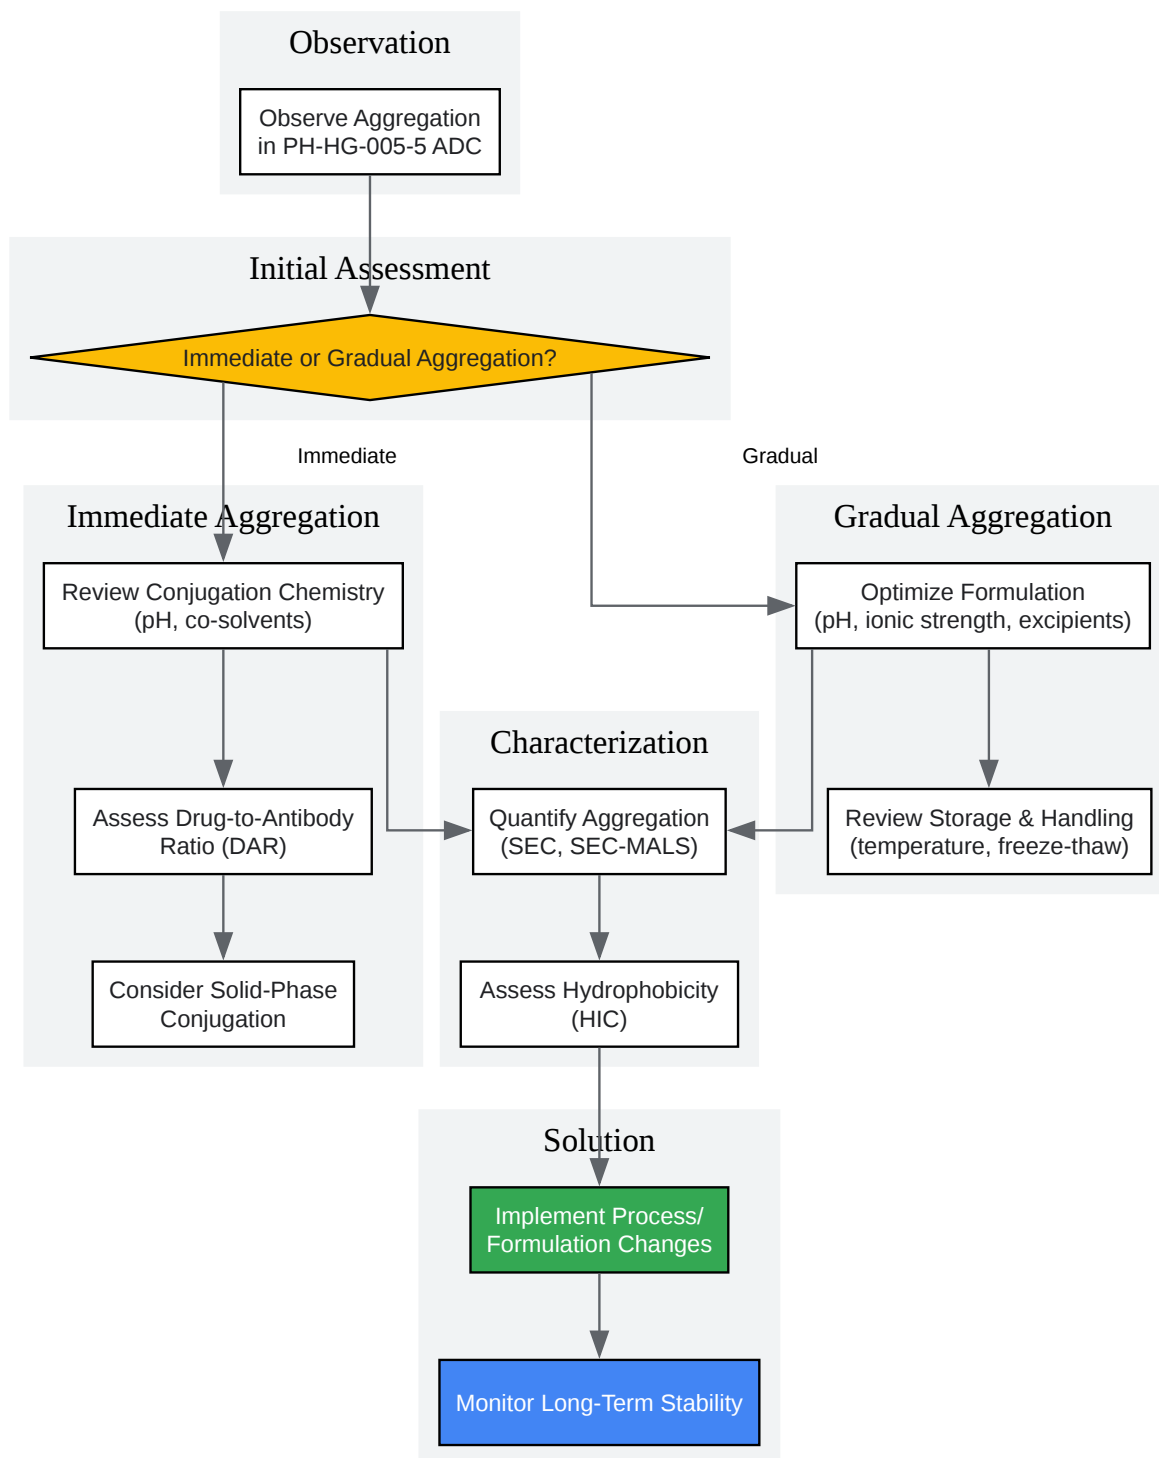 Observation
Observe Aggregation
in PH-HG-005-5 ADC
Initial Assessment
Immediate or Gradual Aggregation?
Immediate
Gradual
Immediate Aggregation
Review Conjugation Chemistry
(pH, co-solvents)
Assess Drug-to-Antibody
Ratio (DAR)
Consider Solid-Phase
Conjugation
Gradual Aggregation
Optimize Formulation
(pH, ionic strength, excipients)
Review Storage & Handling
(temperature, freeze-thaw)
Characterization
Quantify Aggregation
(SEC, SEC-MALS)
Assess Hydrophobicity
(HIC)
Solution
Implement Process/
Formulation Changes
Monitor Long-Term Stability